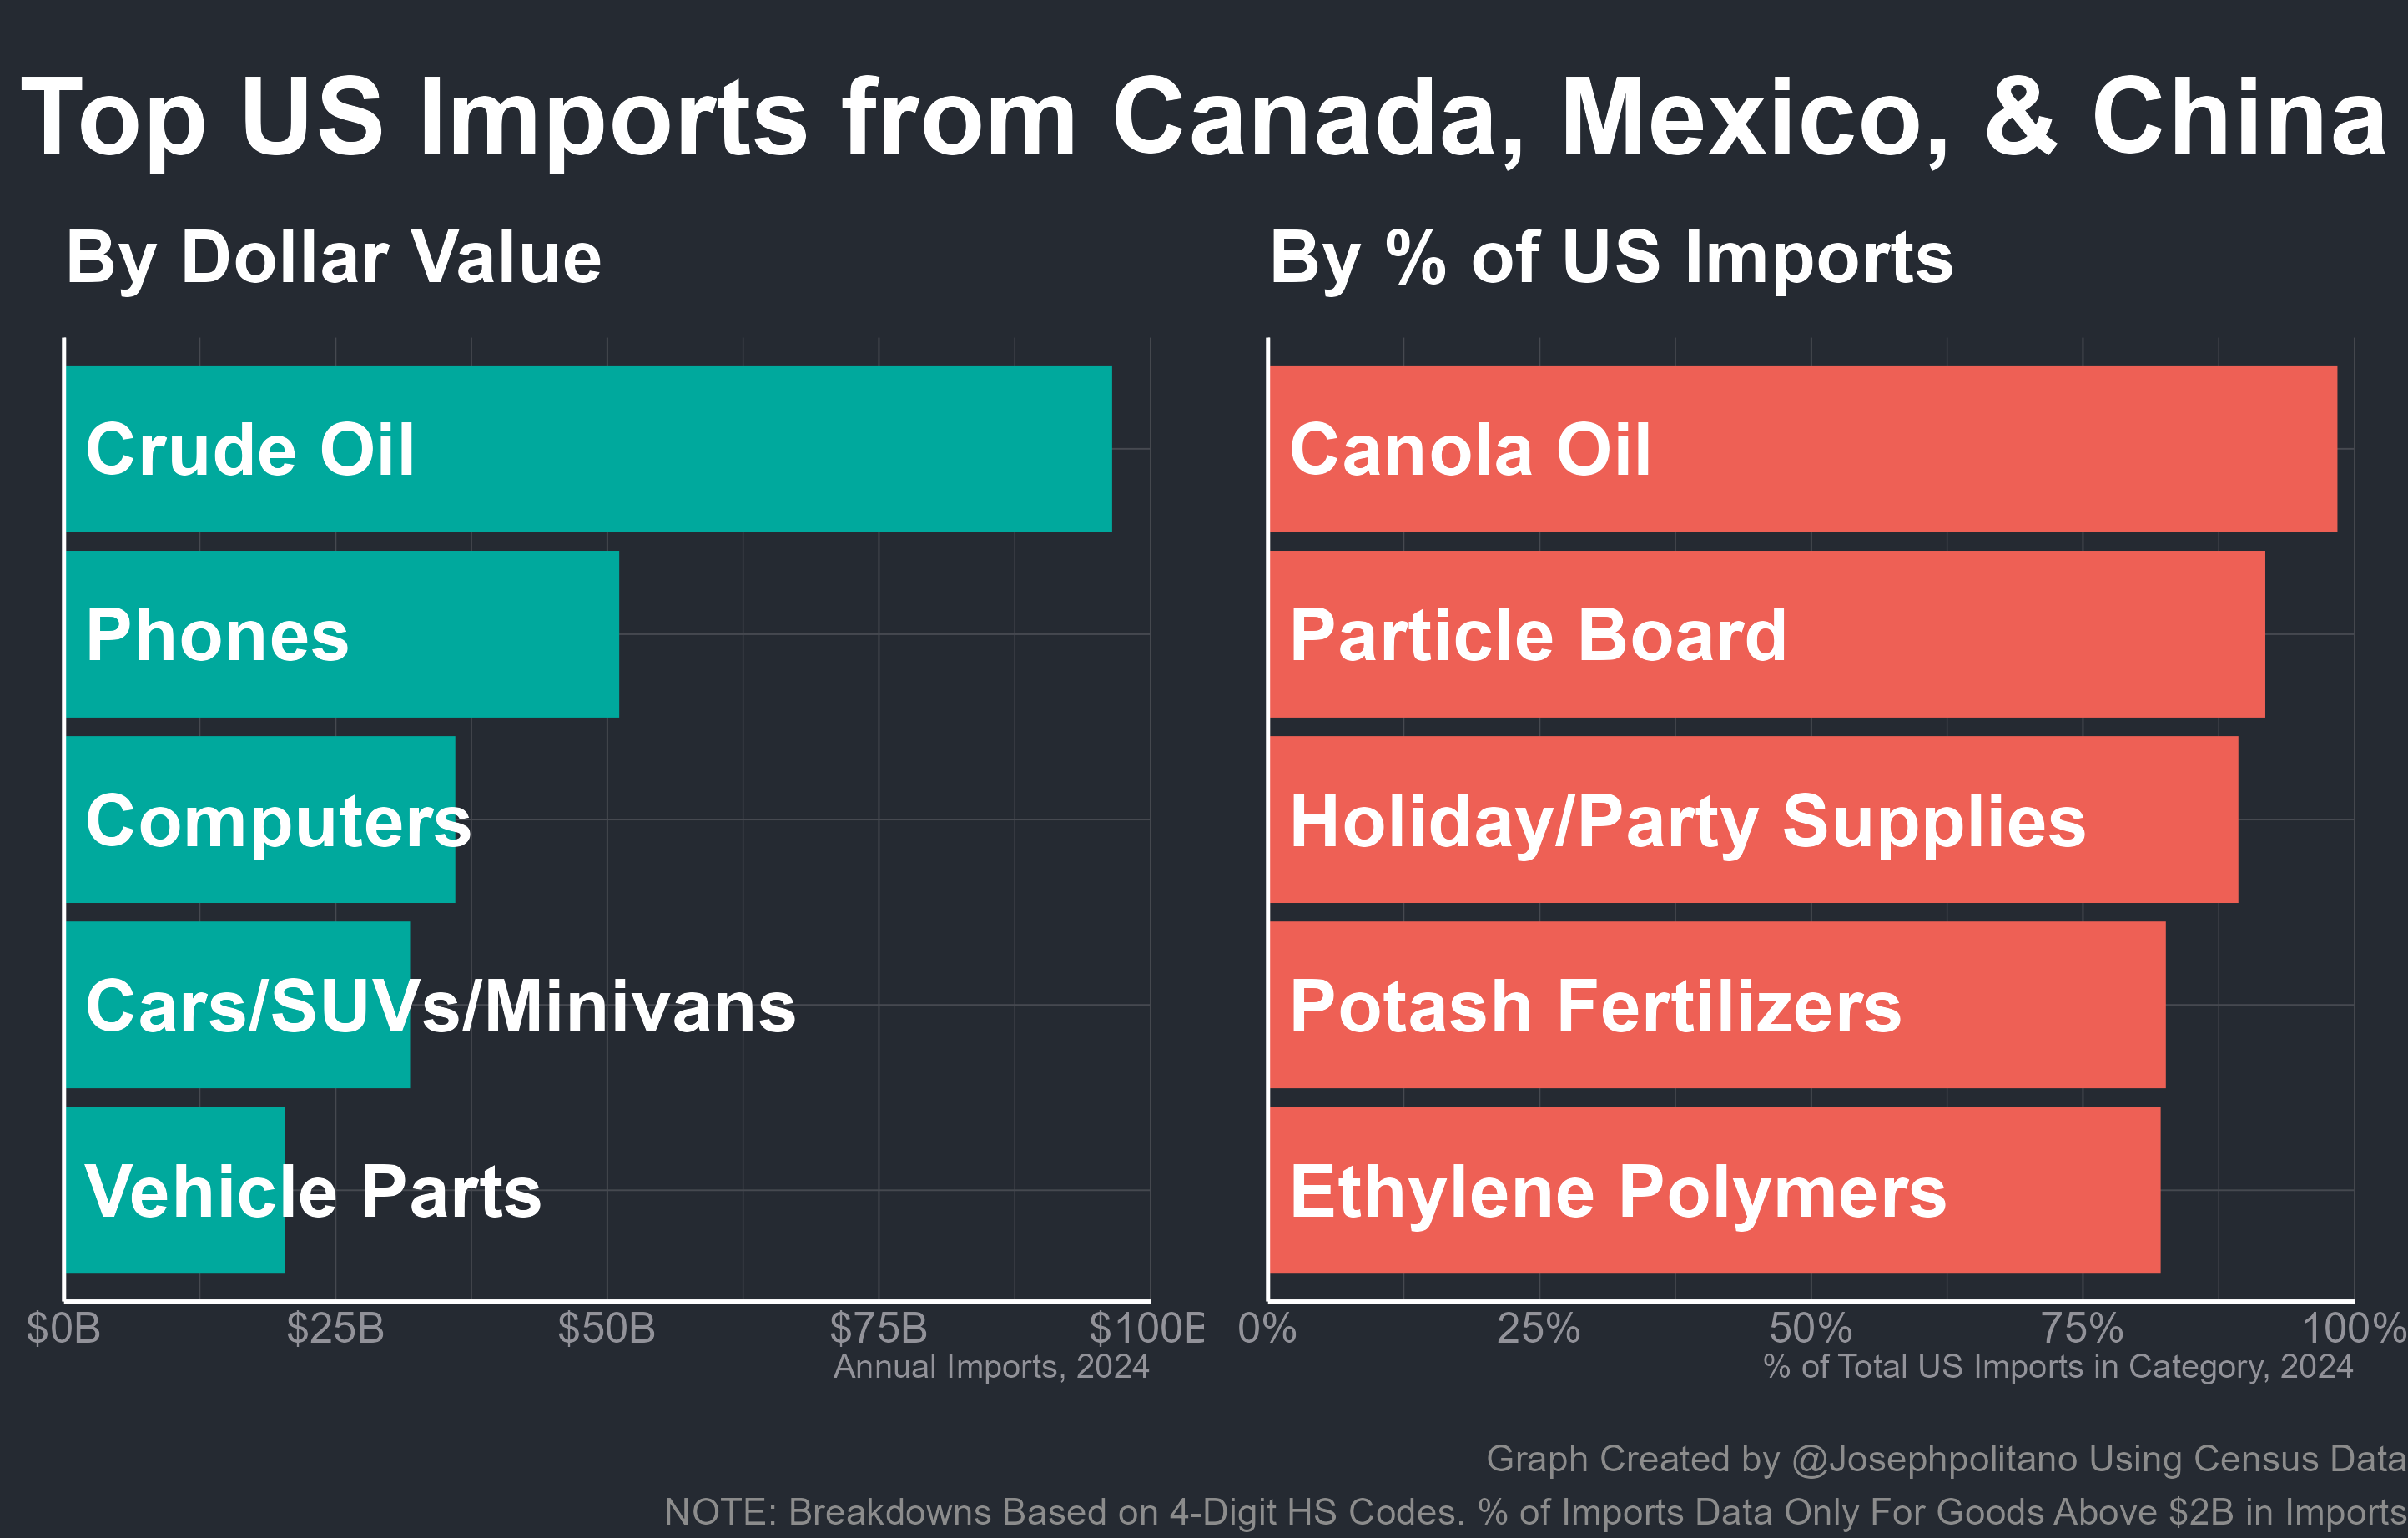 Top US Imports from Canada, Mexico, & China
By Dollar Value
Crude Oil
Phones
Computers
Cars/SUVs/Minivans
Vehicle Parts
$0B $25B $50B $75B $100B
Annual Imports, 2024
By % of US Imports
Canola Oil
Particle Board
Holiday/Party Supplies
Potash Fertilizers
Ethylene Polymers
0% 25% 50% 75% 100%
% of Total US Imports in Category, 2024
Graph Created by @Josephpolitano Using Census Data
NOTE: Breakdowns Based on 4-Digit HS Codes. % of Imports Data Only For Goods Above $2B in Imports